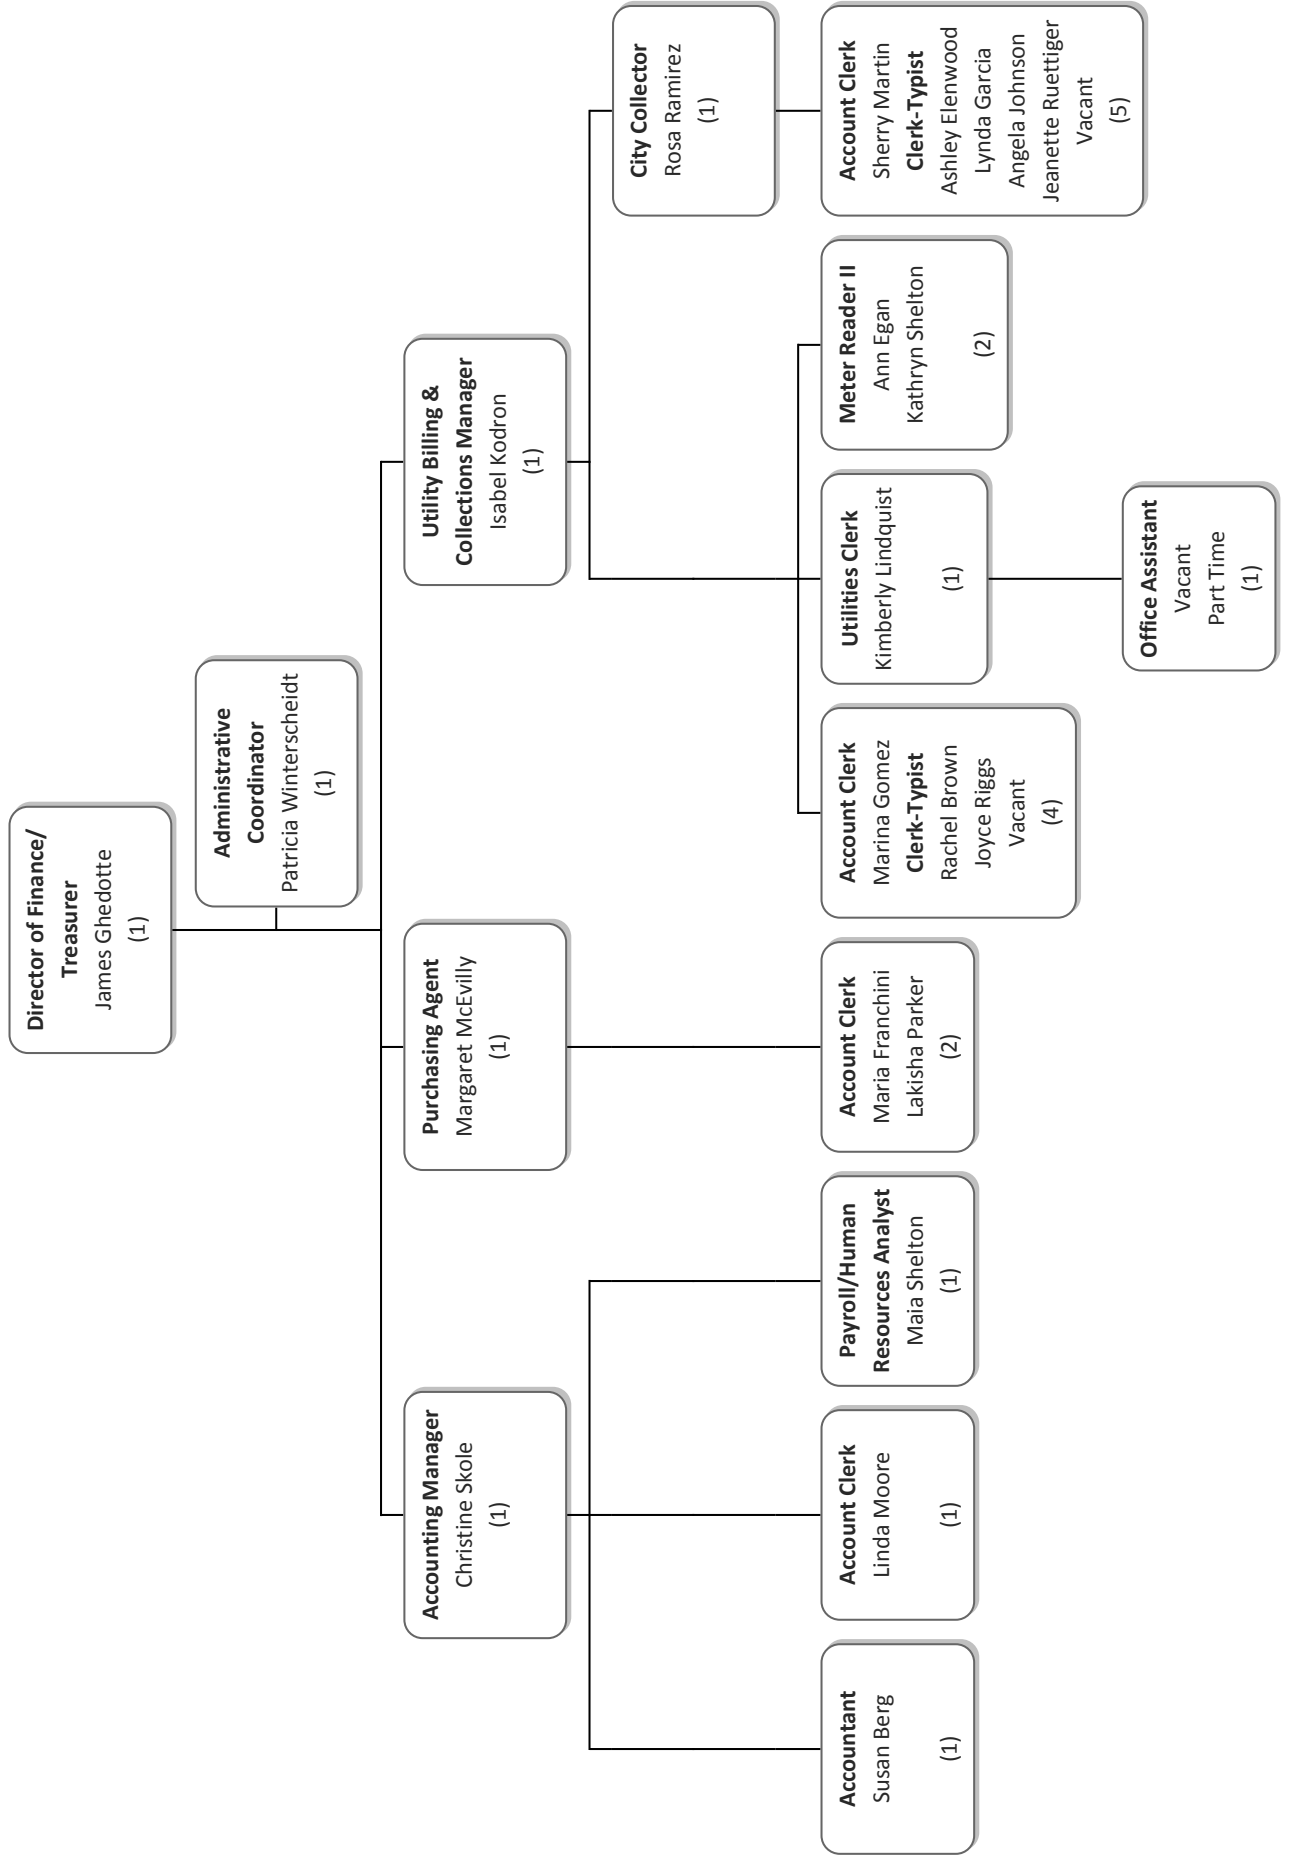 Director of Finance/
Treasurer
James Ghedotte
(1)
Administrative
Coordinator
Patricia Winterscheidt
(1)
Accounting Manager
Christine Skole
(1)
Purchasing Agent
Margaret McEvilly
(1)
Utility Billing &
Collections Manager
Isabel Kodron
(1)
City Collector
Rosa Ramirez
(1)
Accountant
Susan Berg
(1)
Account Clerk
Linda Moore
(1)
Payroll/Human
Resources Analyst
Maia Shelton
(1)
Account Clerk
Maria Franchini
Lakisha Parker
(2)
Account Clerk
Marina Gomez
Clerk-Typist
Rachel Brown
Joyce Riggs
Vacant
(4)
Utilities Clerk
Kimberly Lindquist
(1)
Meter Reader II
Ann Egan
Kathryn Shelton
(2)
Account Clerk
Sherry Martin
Clerk-Typist
Ashley Elenwood
Lynda Garcia
Angela Johnson
Jeanette Ruettiger
Vacant
(5)
Office Assistant
Vacant
Part Time
(1)